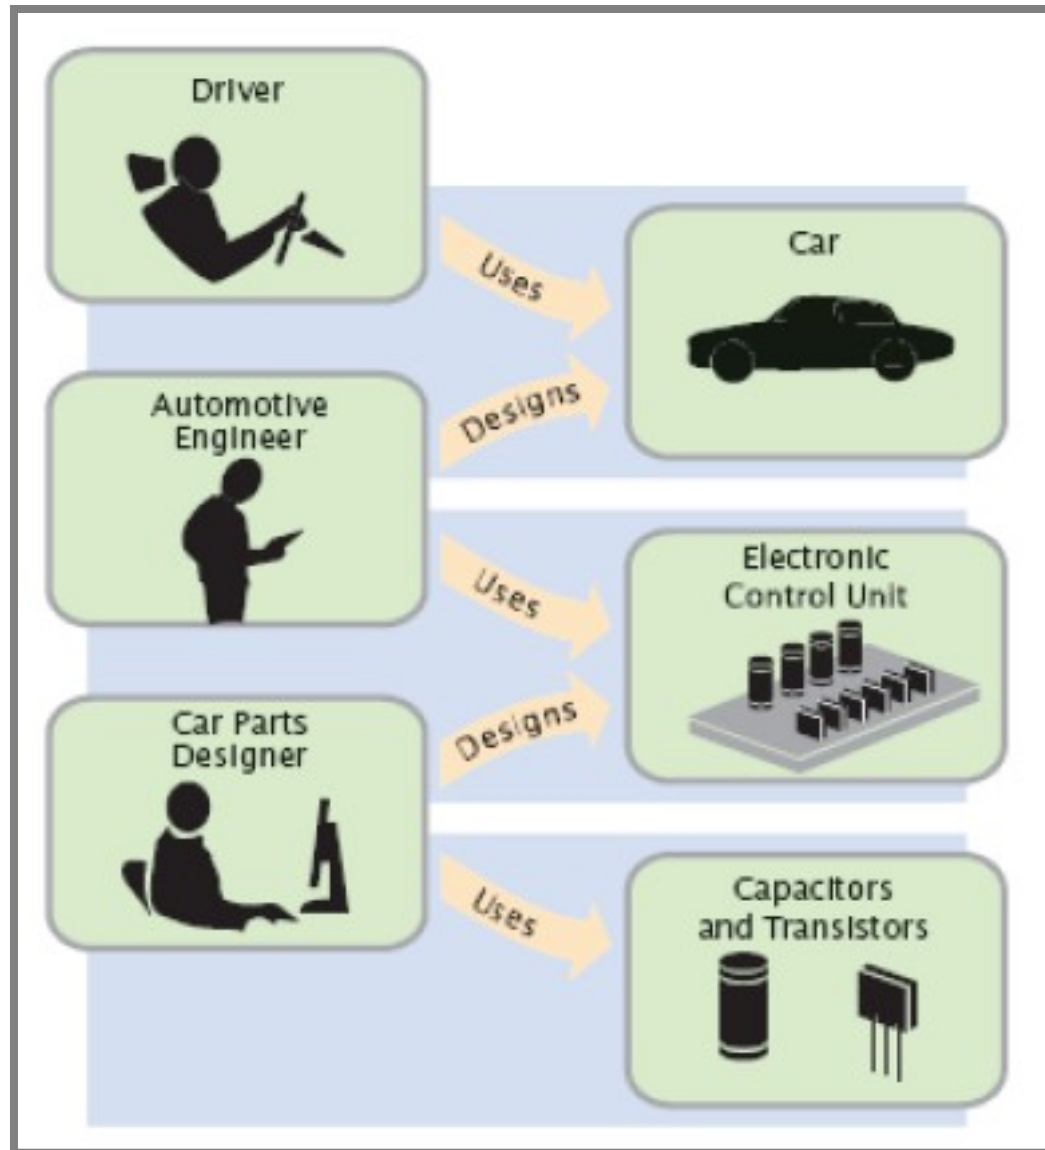 Driver
Uses
Car
Automotive
Engineer
Designs
Uses
Electronic
Control Unit
Car Parts
Designer
Designs
Uses
Capacitors
and Transistors